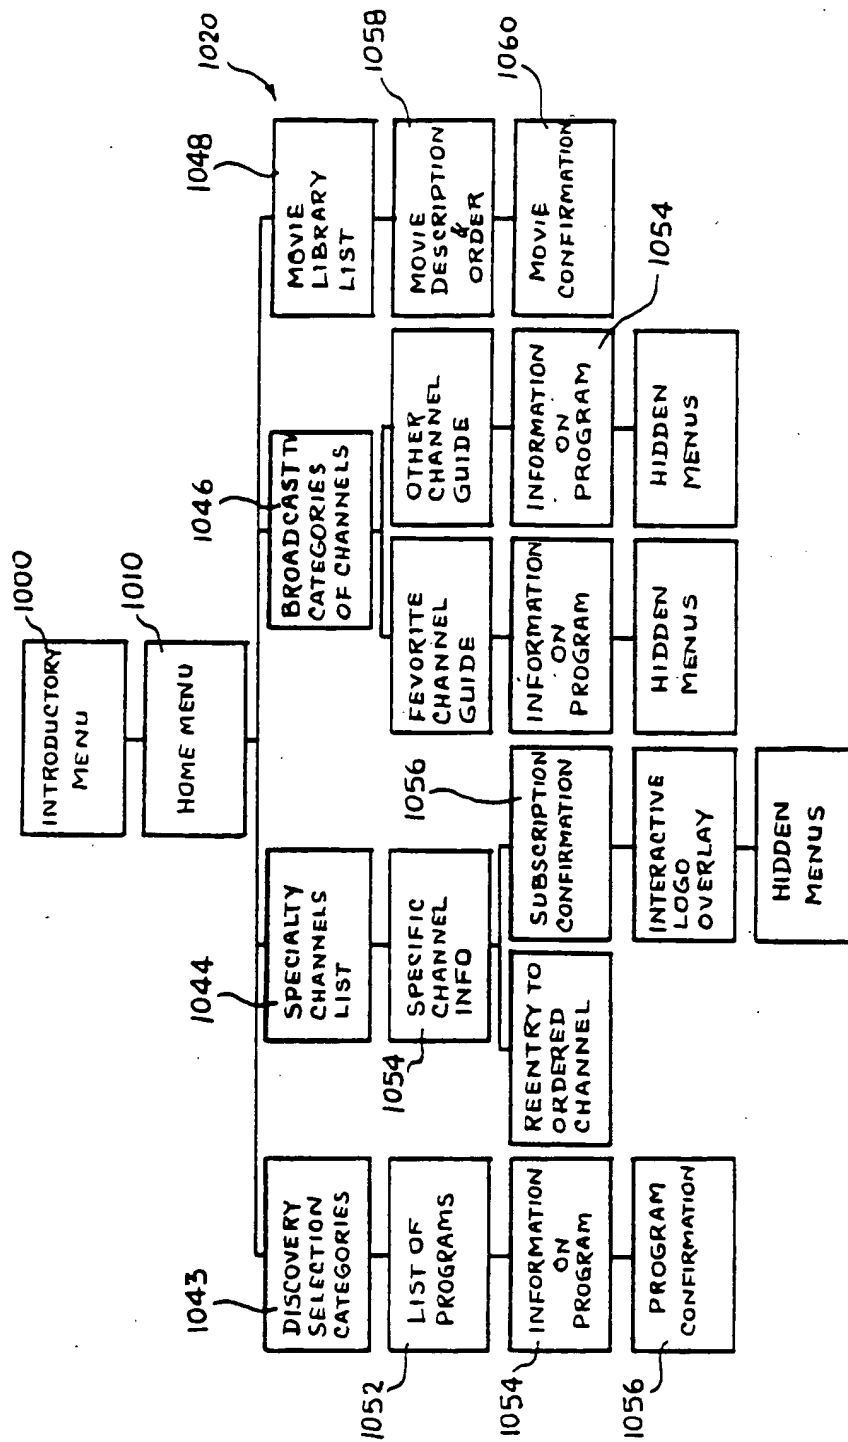 1000
INTRODUCTORY
MENU
1010
HOME MENU
1020
1043
DISCOVERY
SELECTION
CATEGORIES
1044
SPECIALTY
CHANNELS
LIST
1046
BROADCAST TV
CATEGORIES
OF CHANNELS
1048
MOVIE
LIBRARY
LIST
1052
LIST OF
PROGRAMS
1054
SPECIFIC
CHANNEL
INFO
FEVORITE
CHANNEL
GUIDE
OTHER
CHANNEL
GUIDE
1058
MOVIE
DESCRIPTION
&
ORDER
1054
INFORMATION
ON
PROGRAM
REENTRY TO
ORDERED
CHANNEL
1056
SUBSCRIPTION
CONFIRMATION
INFORMATION
ON
PROGRAM
INFORMATION
ON
PROGRAM
1054
MOVIE
CONFIRMATION
1060
1056
PROGRAM
CONFIRMATION
INTERACTIVE
LOGO
OVERLAY
HIDDEN
MENUS
HIDDEN
MENUS
HIDDEN
MENUS